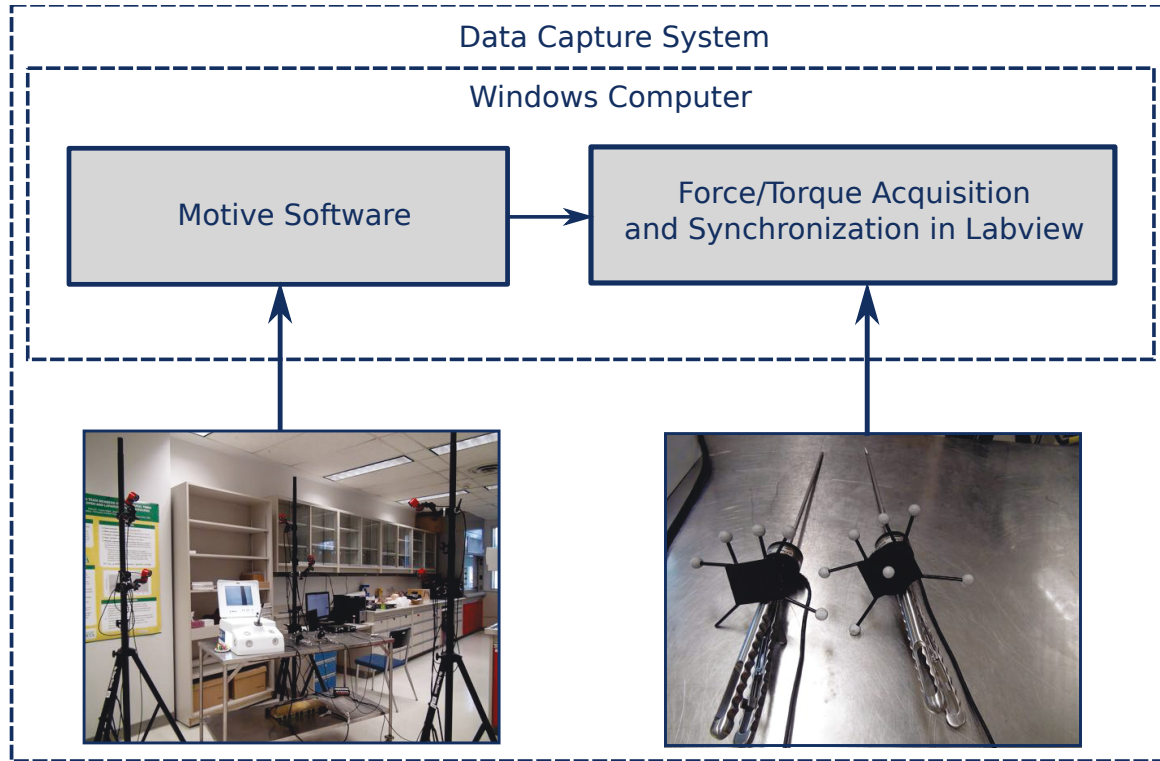 Data Capture System
Windows Computer
Motive Software
Force/Torque Acquisition
and Synchronization in Labview